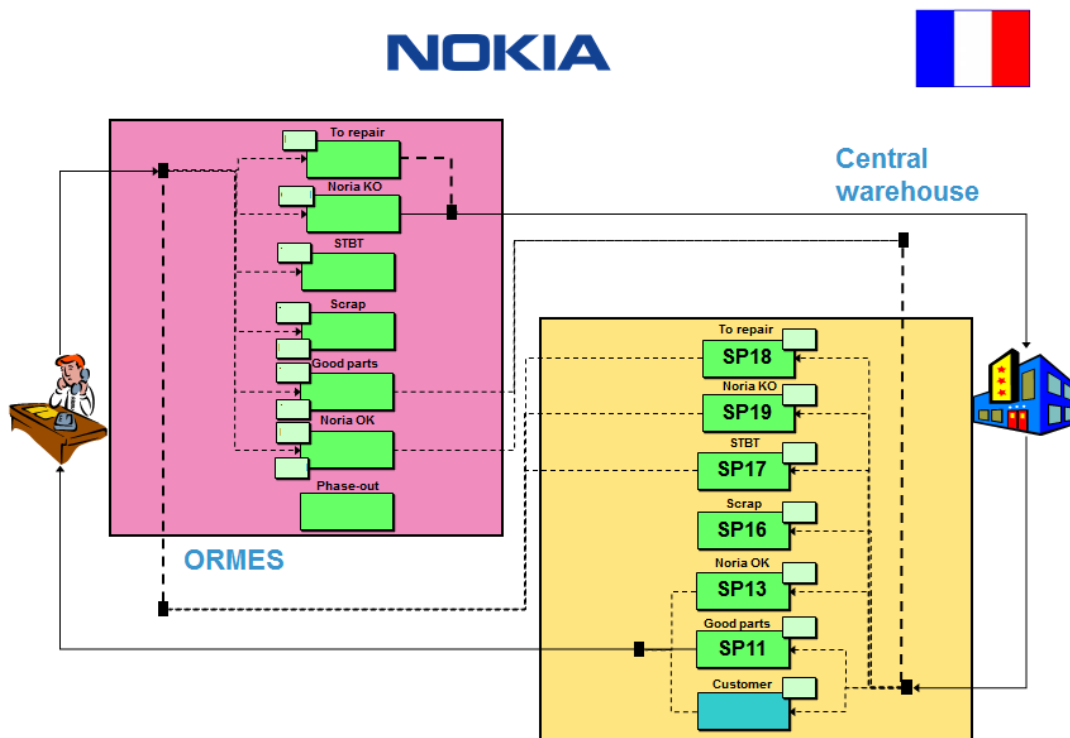 NOKIA
To repair
Noria KO
STBT
Scrap
Good parts
Noria OK
Phase-out
ORMES
Central
warehouse
To repair
SP18
Noria KO
SP19
STBT
SP17
Scrap
SP16
Noria OK
SP13
Good parts
SP11
Customer